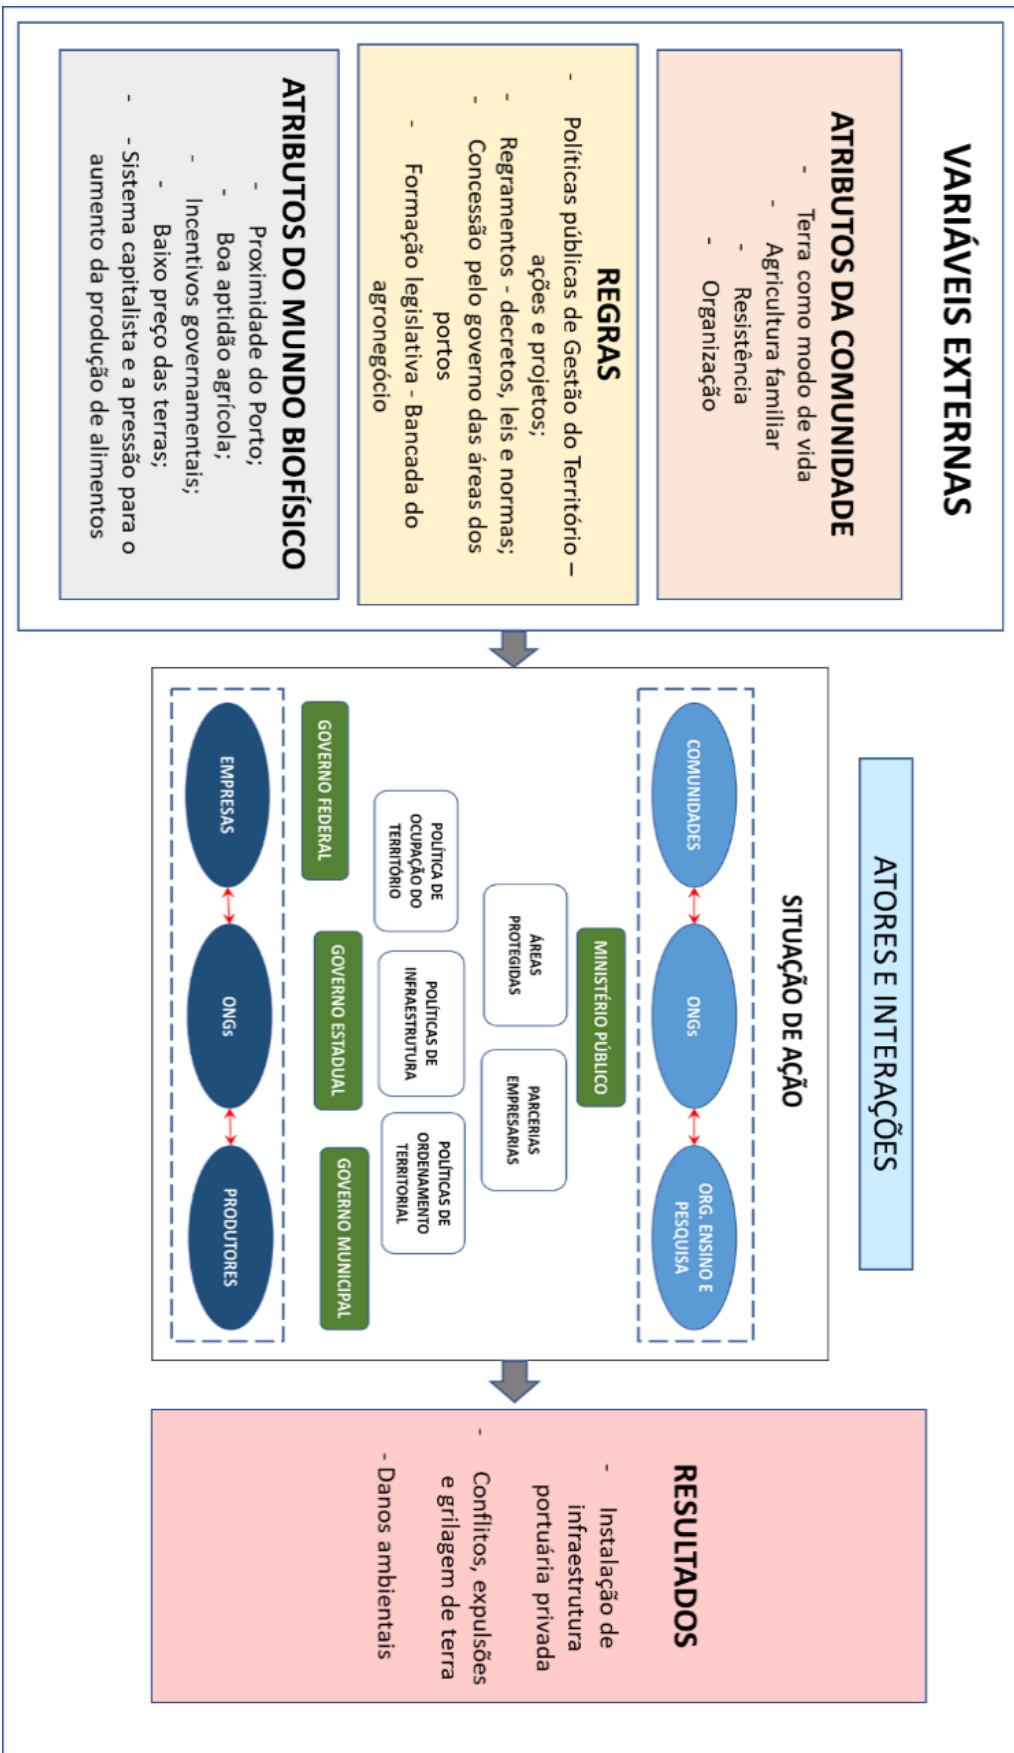 VARIÁVEIS EXTERNAS
ATRIBUTOS DA COMUNIDADE
- Terra como modo de vida
- Agricultura familiar
- Resistência
- Organização
REGRAS
- Políticas públicas de Gestão do Território –
ações e projetos;
- Regramentos - decretos, leis e normas;
- Concessão pelo governo das áreas dos
portos
- Formação legislativa - Bancada do
agronegócio
ATRIBUTOS DO MUNDO BIOFÍSICO
- Proximidade do Porto;
- Boa aptidão agrícola;
- Incentivos governamentais;
- Baixo preço das terras;
- - Sistema capitalista e a pressão para o
aumento da produção de alimentos
ATORES E INTERAÇÕES
SITUAÇÃO DE AÇÃO
COMUNIDADES
ONGs
ORG. ENSINO E
PESQUISA
MINISTÉRIO PÚBLICO
ÁREAS
PROTEGIDAS
PARCERIAS
EMPRESARIAS
POLÍTICA DE
OCUPAÇÃO DO
TERRITÓRIO
POLÍTICAS DE
INFRAESTRUTURA
POLÍTICAS DE
ORDENAMENTO
TERRITORIAL
GOVERNO FEDERAL
GOVERNO ESTADUAL
GOVERNO MUNICIPAL
EMPRESAS
ONGs
PRODUTORES
RESULTADOS
- Instalação de
infraestrutura
portuária privada
- Conflitos, expulsões
e grilagem de terra
- Danos ambientais